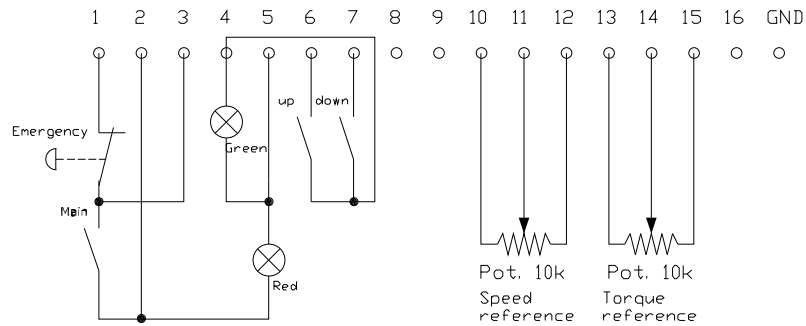 1 2 3 4 5 6 7 8 9 10 11 12 13 14 15 16 GND
up down
Emergency
Green
Main
Red
Pot. 10k Pot. 10k
Speed Torque
reference reference